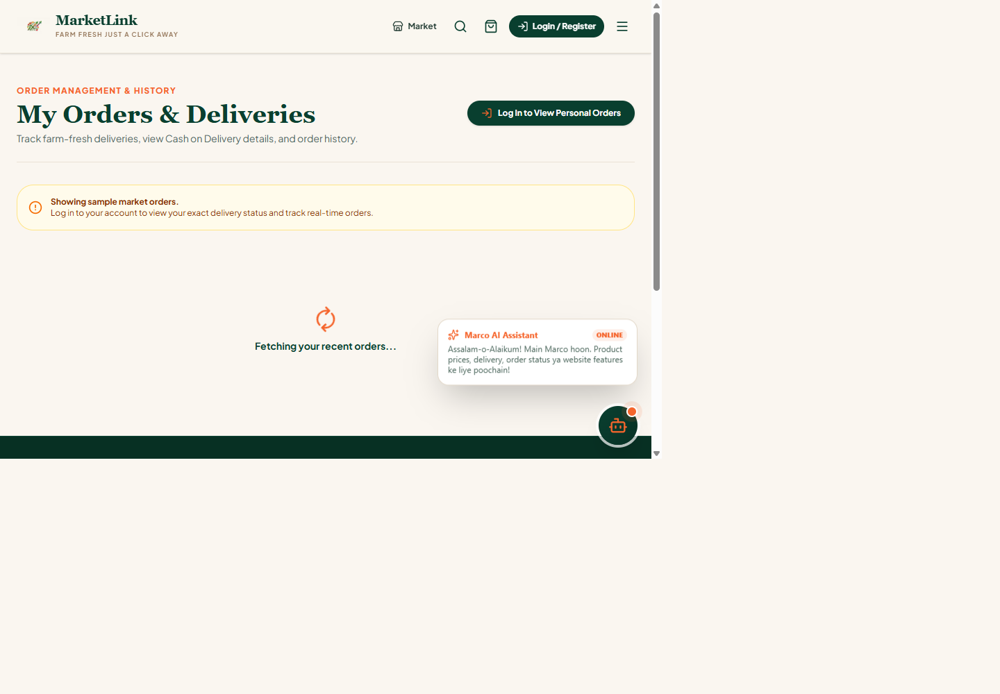 MarketLink
FARM FRESH JUST A CLICK AWAY
Market
Login / Register
ORDER MANAGEMENT & HISTORY
My Orders & Deliveries
Log In to View Personal Orders
Track farm-fresh deliveries, view Cash on Delivery details, and order history.
Showing sample market orders.
Log in to your account to view your exact delivery status and track real-time orders.
Fetching your recent orders...
Marco AI Assistant
ONLINE
Assalam-o-Alaikum! Main Marco hoon. Product
prices, delivery, order status ya website features
ke liye poochain!